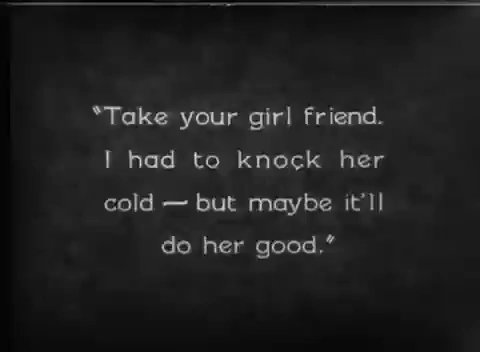 "Take your girl friend.
I had to knock her
cold — but maybe it'll
do her good."